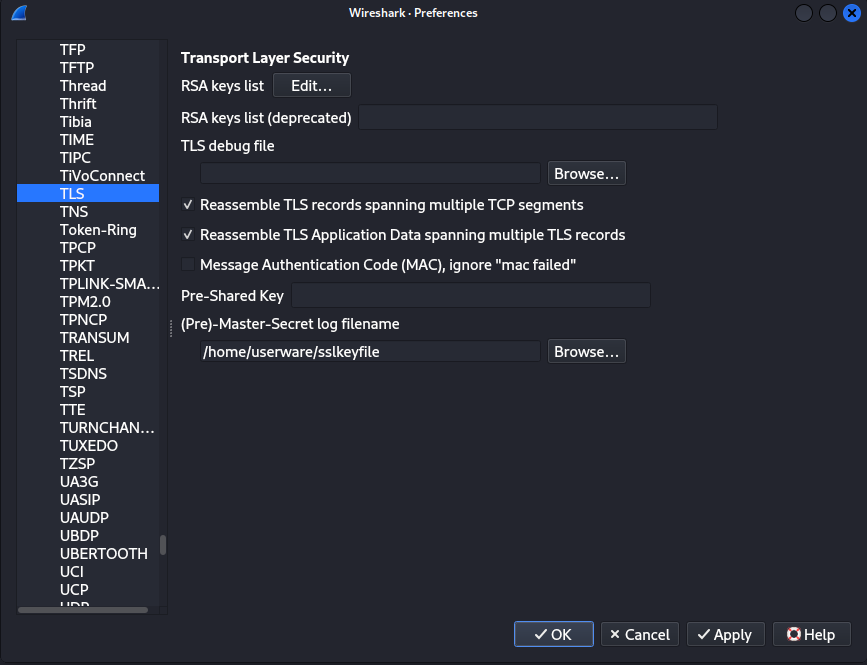 Wireshark · Preferences
TFP
TFTP
Thread
Thrift
Tibia
TIME
TIPC
TiVoConnect
TLS
TNS
Token-Ring
TPCP
TPKT
TPLINK-SMA...
TPM2.0
TPNCP
TRANSUM
TREL
TSDNS
TSP
TTE
TURNCHAN...
TUXEDO
TZSP
UA3G
UASIP
UAUDP
UBDP
UBERTOOTH
UCI
UCP
UDP
Transport Layer Security
RSA keys list Edit...
RSA keys list (deprecated)
TLS debug file
Browse...
Reassemble TLS records spanning multiple TCP segments
Reassemble TLS Application Data spanning multiple TLS records
Message Authentication Code (MAC), ignore "mac failed"
Pre-Shared Key
(Pre)-Master-Secret log filename
/home/userware/sslkeyfile Browse...
OK Cancel Apply Help